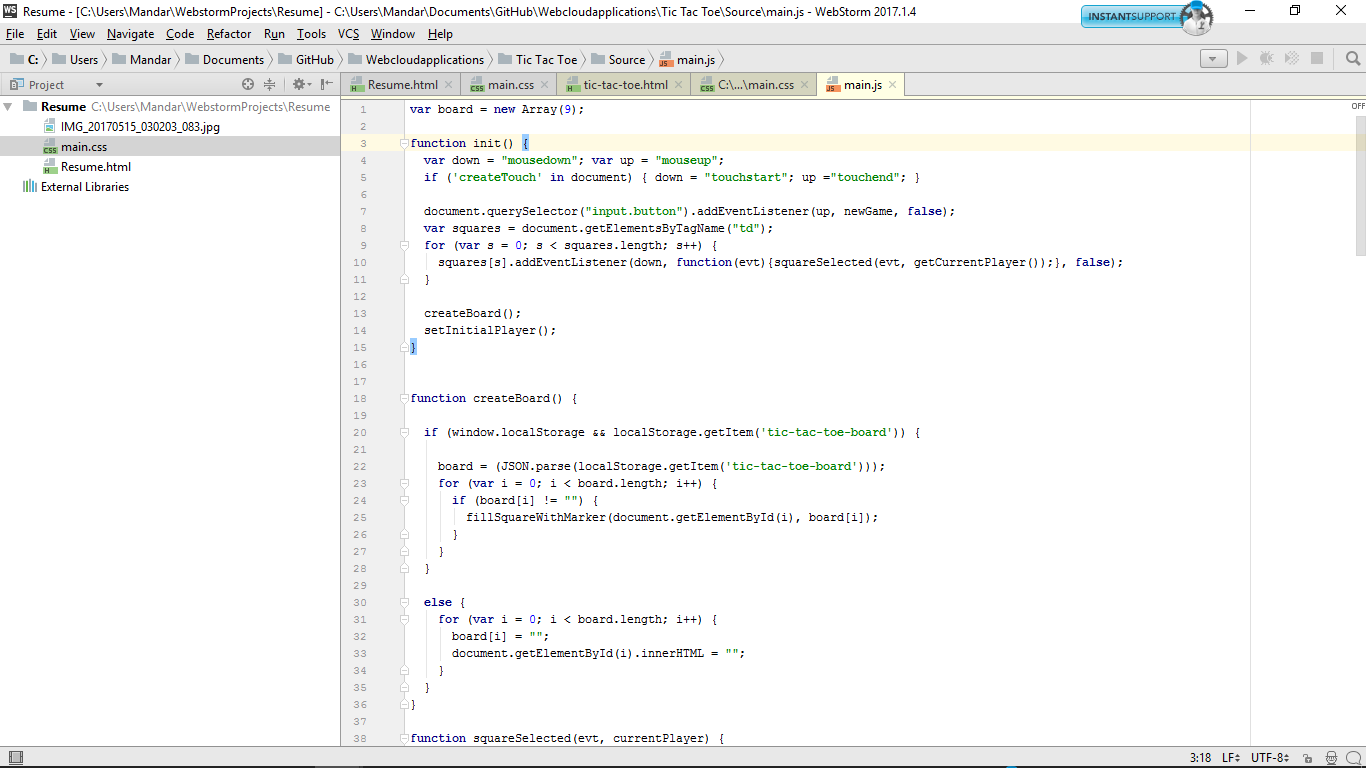 WS Resume - [C:\Users\Mandar\WebstormProjects\Resume] - C:\Users\Mandar\Documents\GitHub\Webcloudapplications\Tic Tac Toe\Source\main.js - WebStorm 2017.1.4
INSTANTSUPPORT
File Edit View Navigate Code Refactor Run Tools VCS Window Help
C: Users Mandar Documents GitHub Webcloudapplications Tic Tac Toe Source main.js
Project
Resume.html main.css tic-tac-toe.html C:\...\main.css main.js
Resume C:\Users\Mandar\WebstormProjects\Resume
IMG_20170515_030203_083.jpg
main.css
Resume.html
External Libraries
OFF
1 var board = new Array(9);
2
3 function init() {
4 var down = "mousedown"; var up = "mouseup";
5 if ('createTouch' in document) { down = "touchstart"; up ="touchend"; }
6
7 document.querySelector("input.button").addEventListener(up, newGame, false);
8 var squares = document.getElementsByTagName("td");
9 for (var s = 0; s < squares.length; s++) {
10 squares[s].addEventListener(down, function(evt){squareSelected(evt, getCurrentPlayer());}, false);
11 }
12
13 createBoard();
14 setInitialPlayer();
15 }
16
17
18 function createBoard() {
19
20 if (window.localStorage && localStorage.getItem('tic-tac-toe-board')) {
21
22 board = (JSON.parse(localStorage.getItem('tic-tac-toe-board')));
23 for (var i = 0; i < board.length; i++) {
24 if (board[i] != "") {
25 fillSquareWithMarker(document.getElementById(i), board[i]);
26 }
27 }
28 }
29
30 else {
31 for (var i = 0; i < board.length; i++) {
32 board[i] = "";
33 document.getElementById(i).innerHTML = "";
34 }
35 }
36 }
37
38 function squareSelected(evt, currentPlayer) {
3:18 LF UTF-8